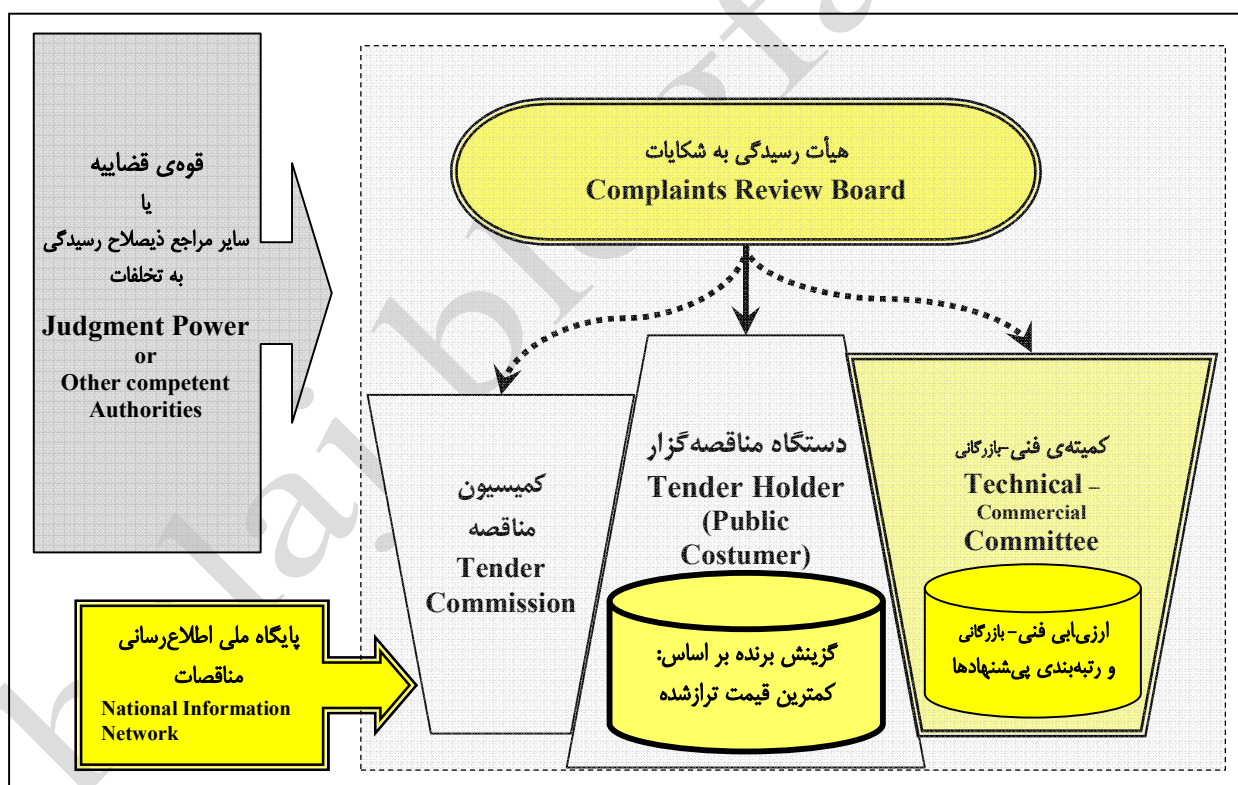 هیأت رسیدگی به شکایات
Complaints Review Board
قوه‌ی قضاییه
یا
سایر مراجع ذیصلاح رسیدگی
به تخلفات
Judgment Power
or
Other competent
Authorities
کمیسیون
مناقصه
Tender
Commission
دستگاه مناقصه‌گزار
Tender Holder
(Public
Costumer)
گزینش برنده بر اساس:
کمترین قیمت ترازشده
کمیته‌ی فنی-بازرگانی
Technical –
Commercial
Committee
ارزیابی فنی- بازرگانی
و رتبه‌بندی پیشنهادها
پایگاه ملی اطلاع‌رسانی
مناقصات
National Information
Network